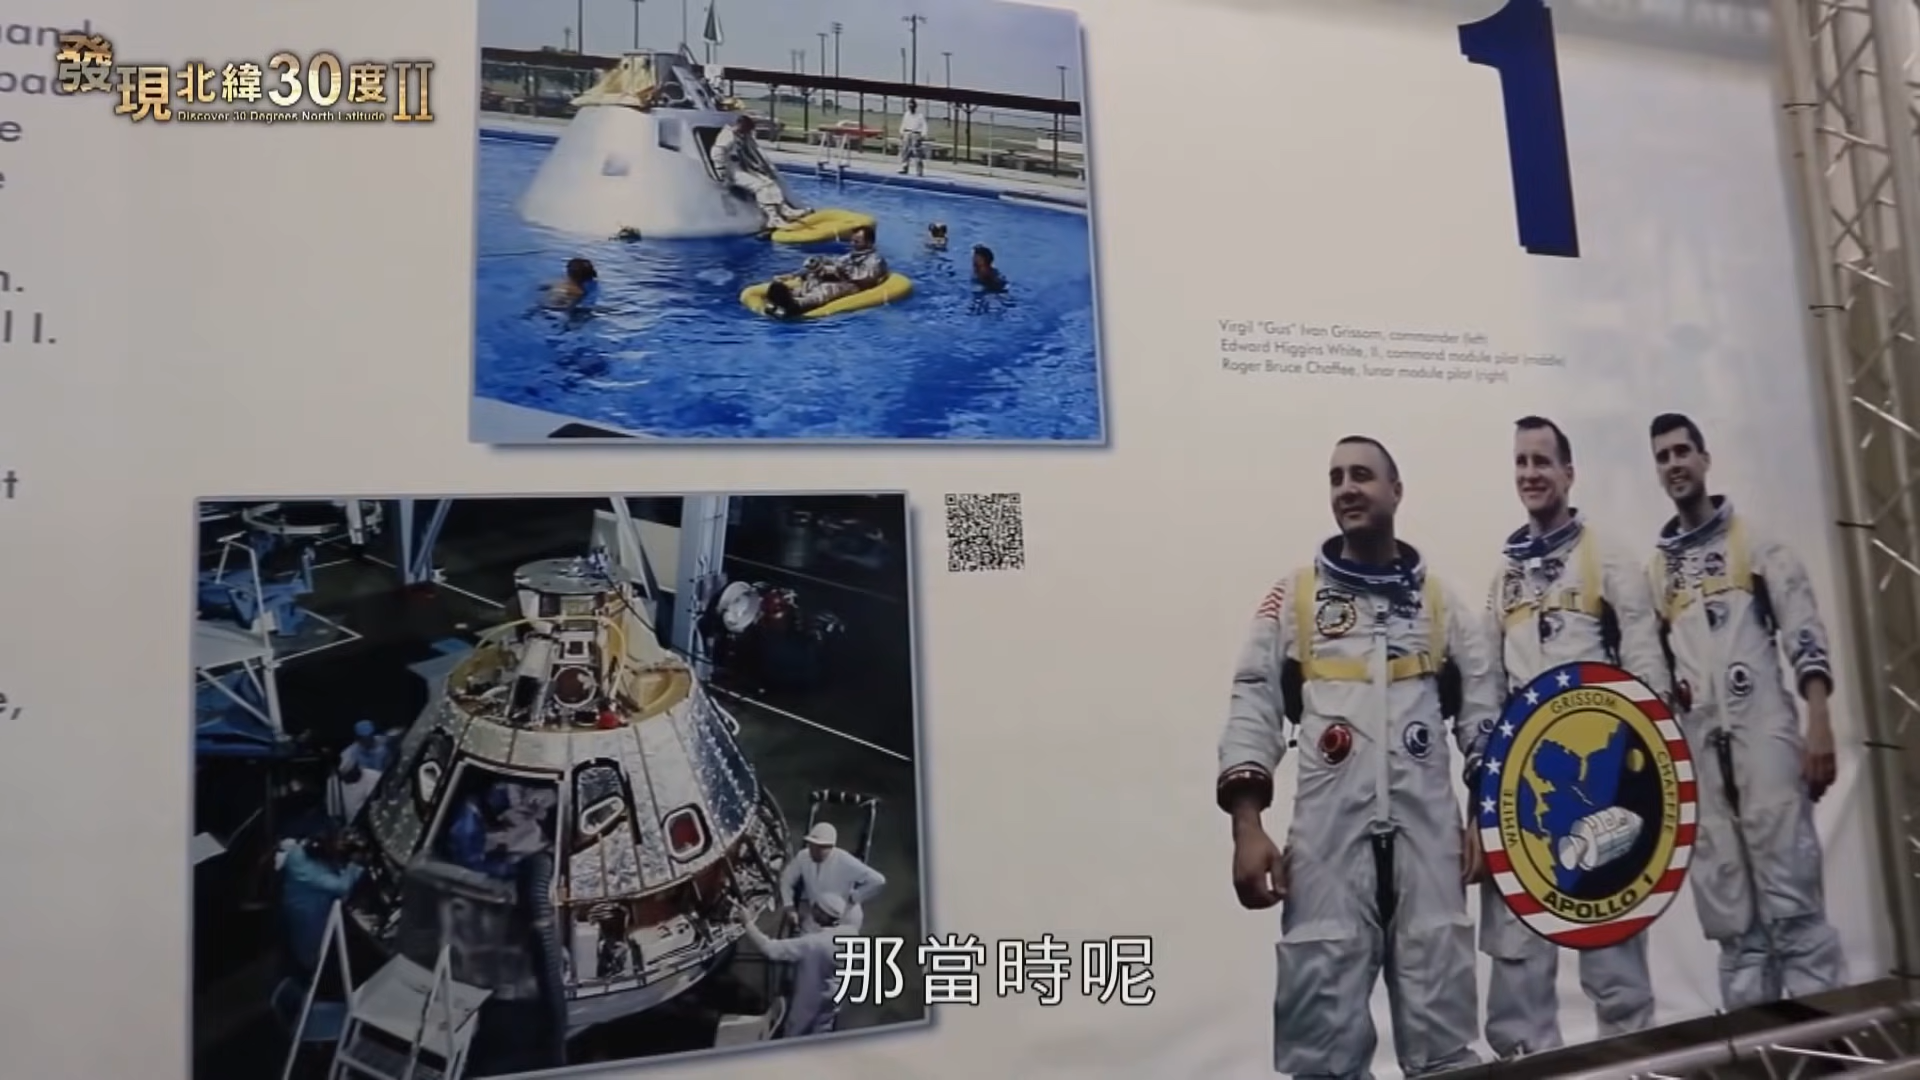 發現北緯30度II
Discover 30 Degrees North Latitude
e
e
.
l I.
t
e,
1
Virgil "Gus" Ivan Grissom, commander (left)
Edward Higgins White, II, command module pilot (middle)
Roger Bruce Chaffee, lunar module pilot (right)
GRISSOM
WHITE
CHAFFEE
APOLLO 1
那當時呢